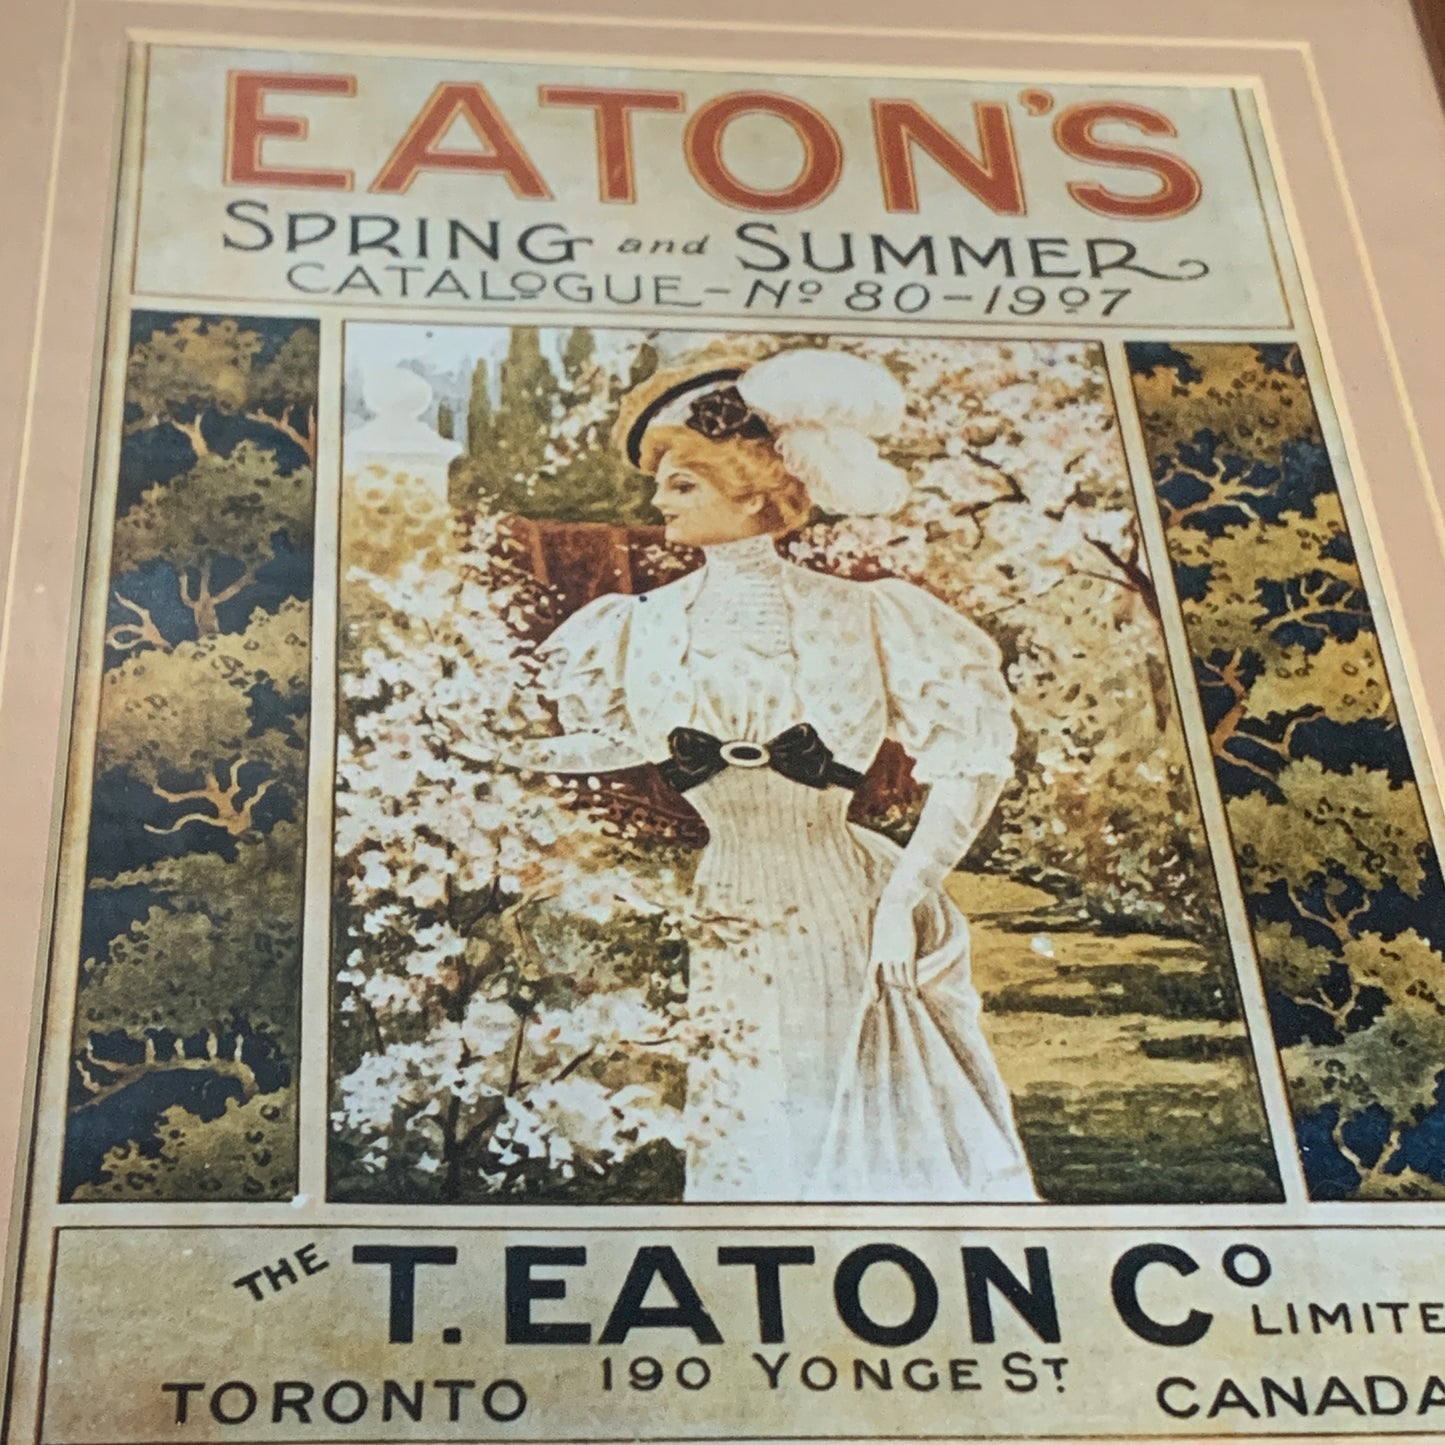 EATON'S
SPRING and SUMMER
CATALOGUE - Nº 80 - 1907
THE T. EATON Cº LIMITE
190 YONGE ST
TORONTO CANADA